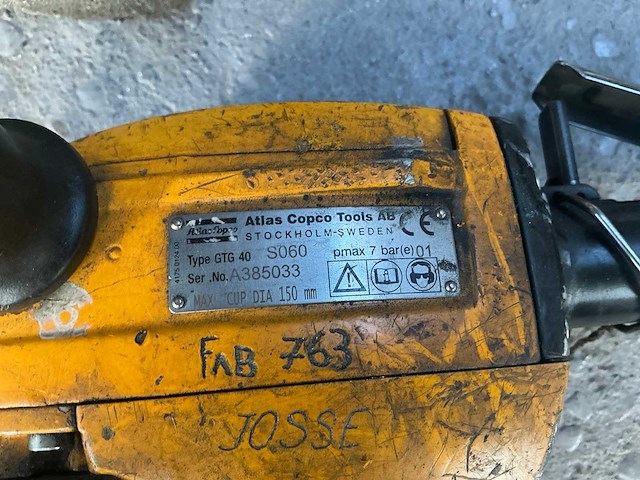 Atlas Copco Atlas Copco Tools AB CE
STOCKHOLM-SWEDEN
Type GTG 40 S060 pmax 7 bar(e) 01
Ser.No. A385033
MAX CUP DIA 150 mm
FAB 763
JOSSE